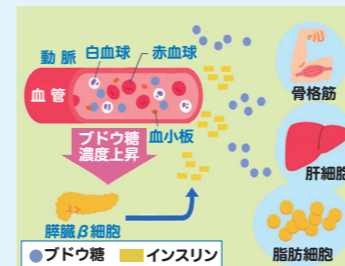 動脈
白血球
赤血球
血管
血小板
ブドウ糖
濃度上昇
膵臓β細胞
骨格筋
肝細胞
脂肪細胞
ブドウ糖 インスリン